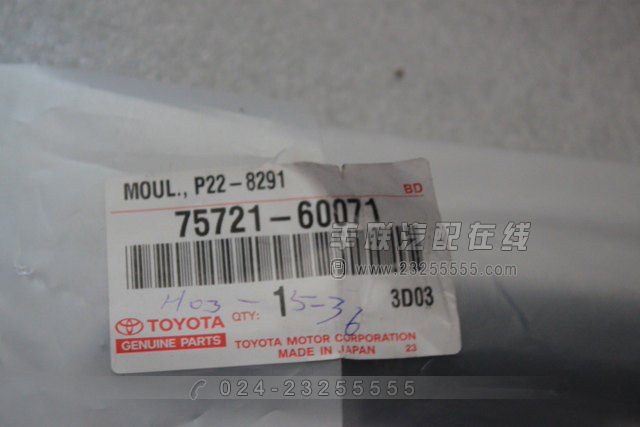 MOUL., P22-8291
BD
75721-60071
丰联汽配在线
www.23255555.com
H03-15-36
QTY: 1
3D03
TOYOTA
GENUINE PARTS
TOYOTA MOTOR CORPORATION
MADE IN JAPAN 23
024-23255555